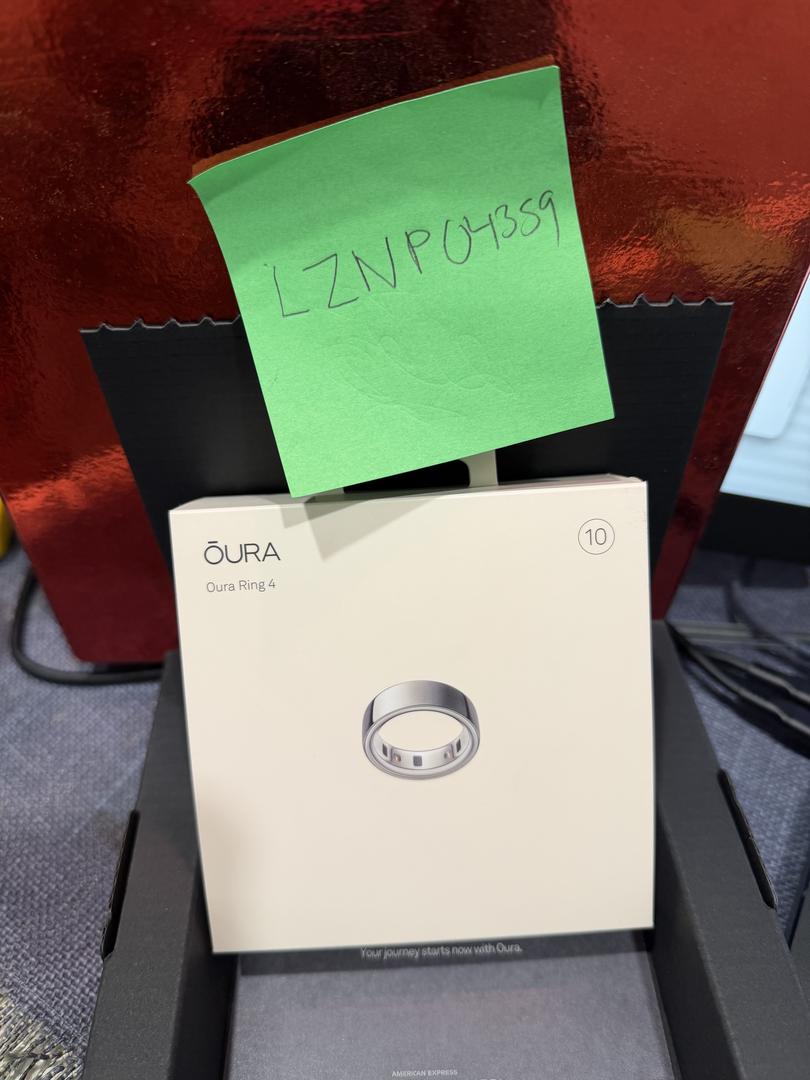 LZNP04359
ŌURA
10
Oura Ring 4
Your journey starts now with Oura.
AMERICAN EXPRESS